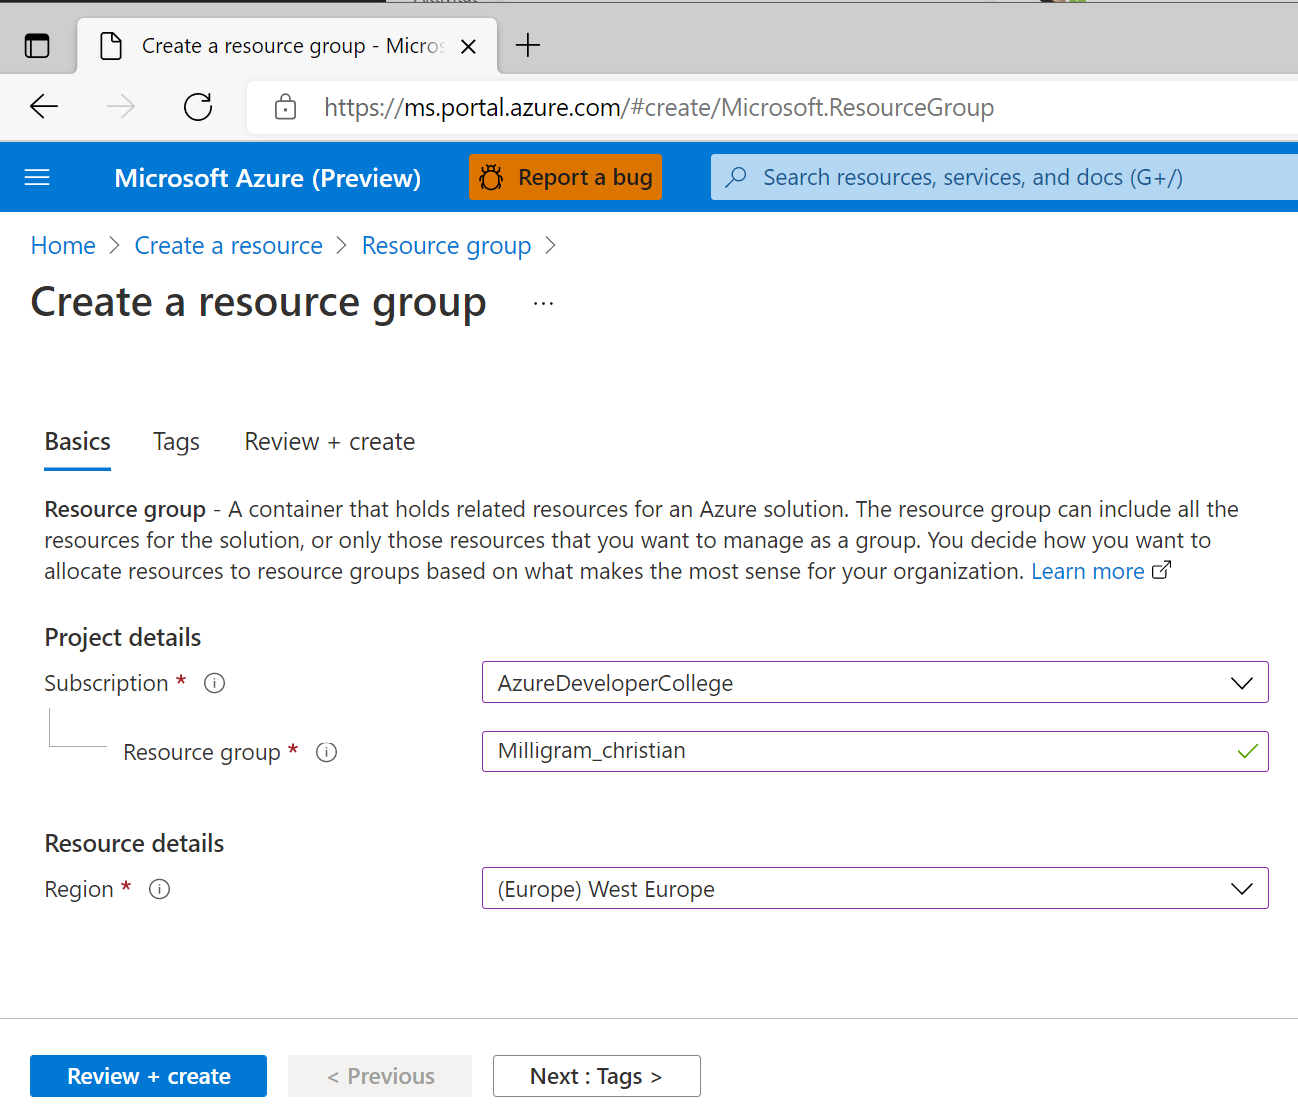 Create a resource group - Micros
https://ms.portal.azure.com/#create/Microsoft.ResourceGroup
Microsoft Azure (Preview)
Report a bug
Search resources, services, and docs (G+/)
Home > Create a resource > Resource group >
Create a resource group ...
Basics Tags Review + create
Resource group - A container that holds related resources for an Azure solution. The resource group can include all the
resources for the solution, or only those resources that you want to manage as a group. You decide how you want to
allocate resources to resource groups based on what makes the most sense for your organization. Learn more
Project details
Subscription *
AzureDeveloperCollege
Resource group *
Milligram_christian
Resource details
Region *
(Europe) West Europe
Review + create
< Previous
Next : Tags >